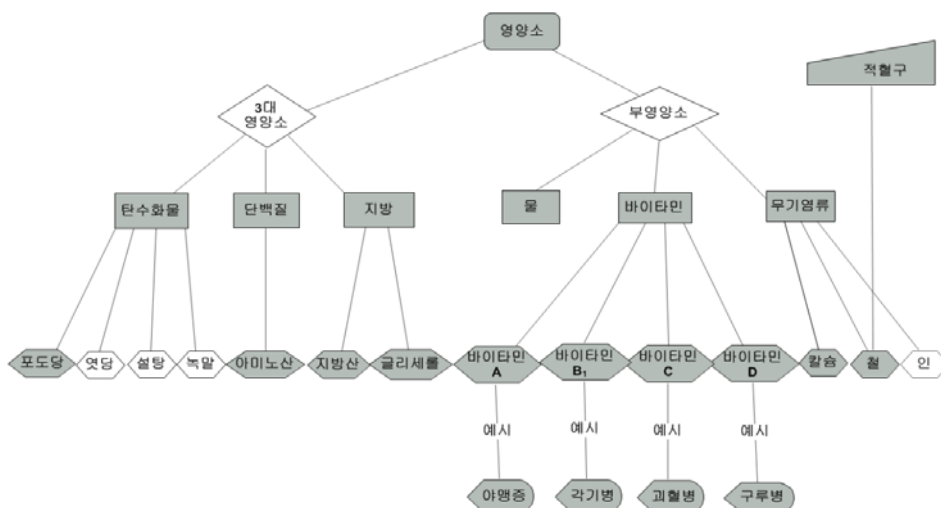 영양소
적혈구
3대
영양소
부영양소
탄수화물
단백질
지방
물
바이타민
무기염류
포도당
엿당
설탕
녹말
아미노산
지방산
글리세롤
바이타민
A
바이타민
B₁
바이타민
C
바이타민
D
칼슘
철
인
예시
예시
예시
예시
야맹증
각기병
괴혈병
구루병